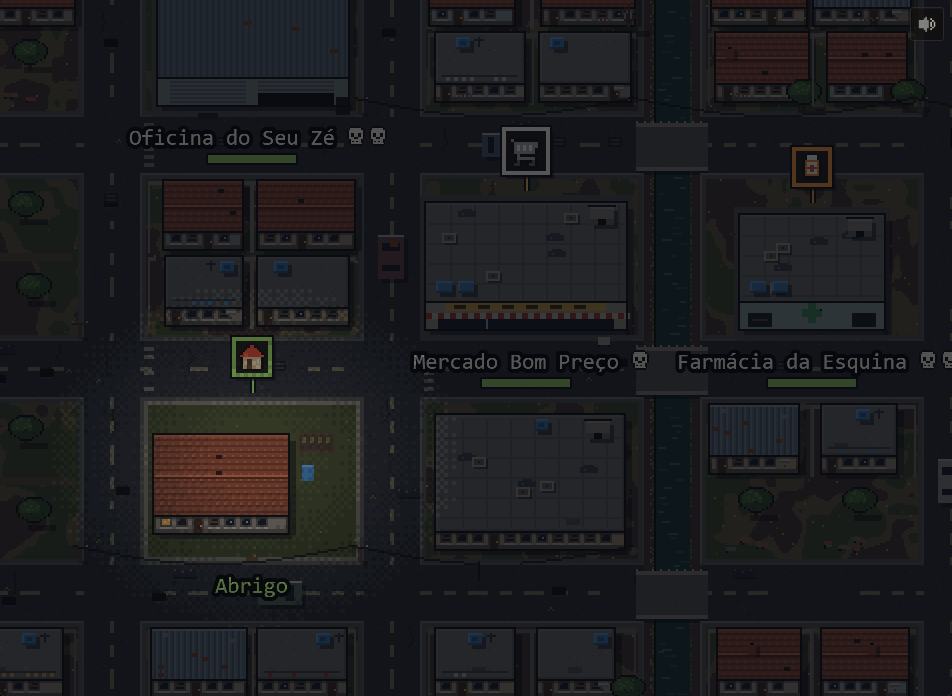 Oficina do Seu Zé
Mercado Bom Preço
Farmácia da Esquina
Abrigo